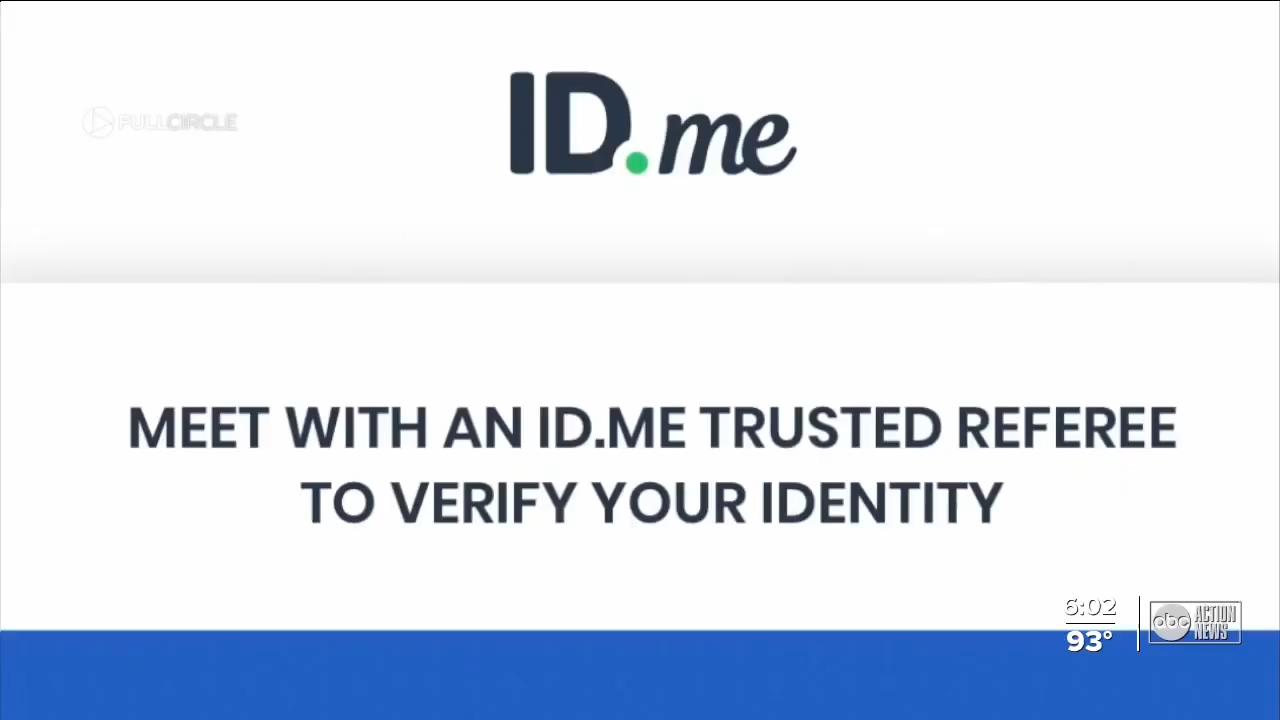 ID.me
FULLCIRCLE
MEET WITH AN ID.ME TRUSTED REFEREE
TO VERIFY YOUR IDENTITY
6:02
93°
abc ACTION
NEWS